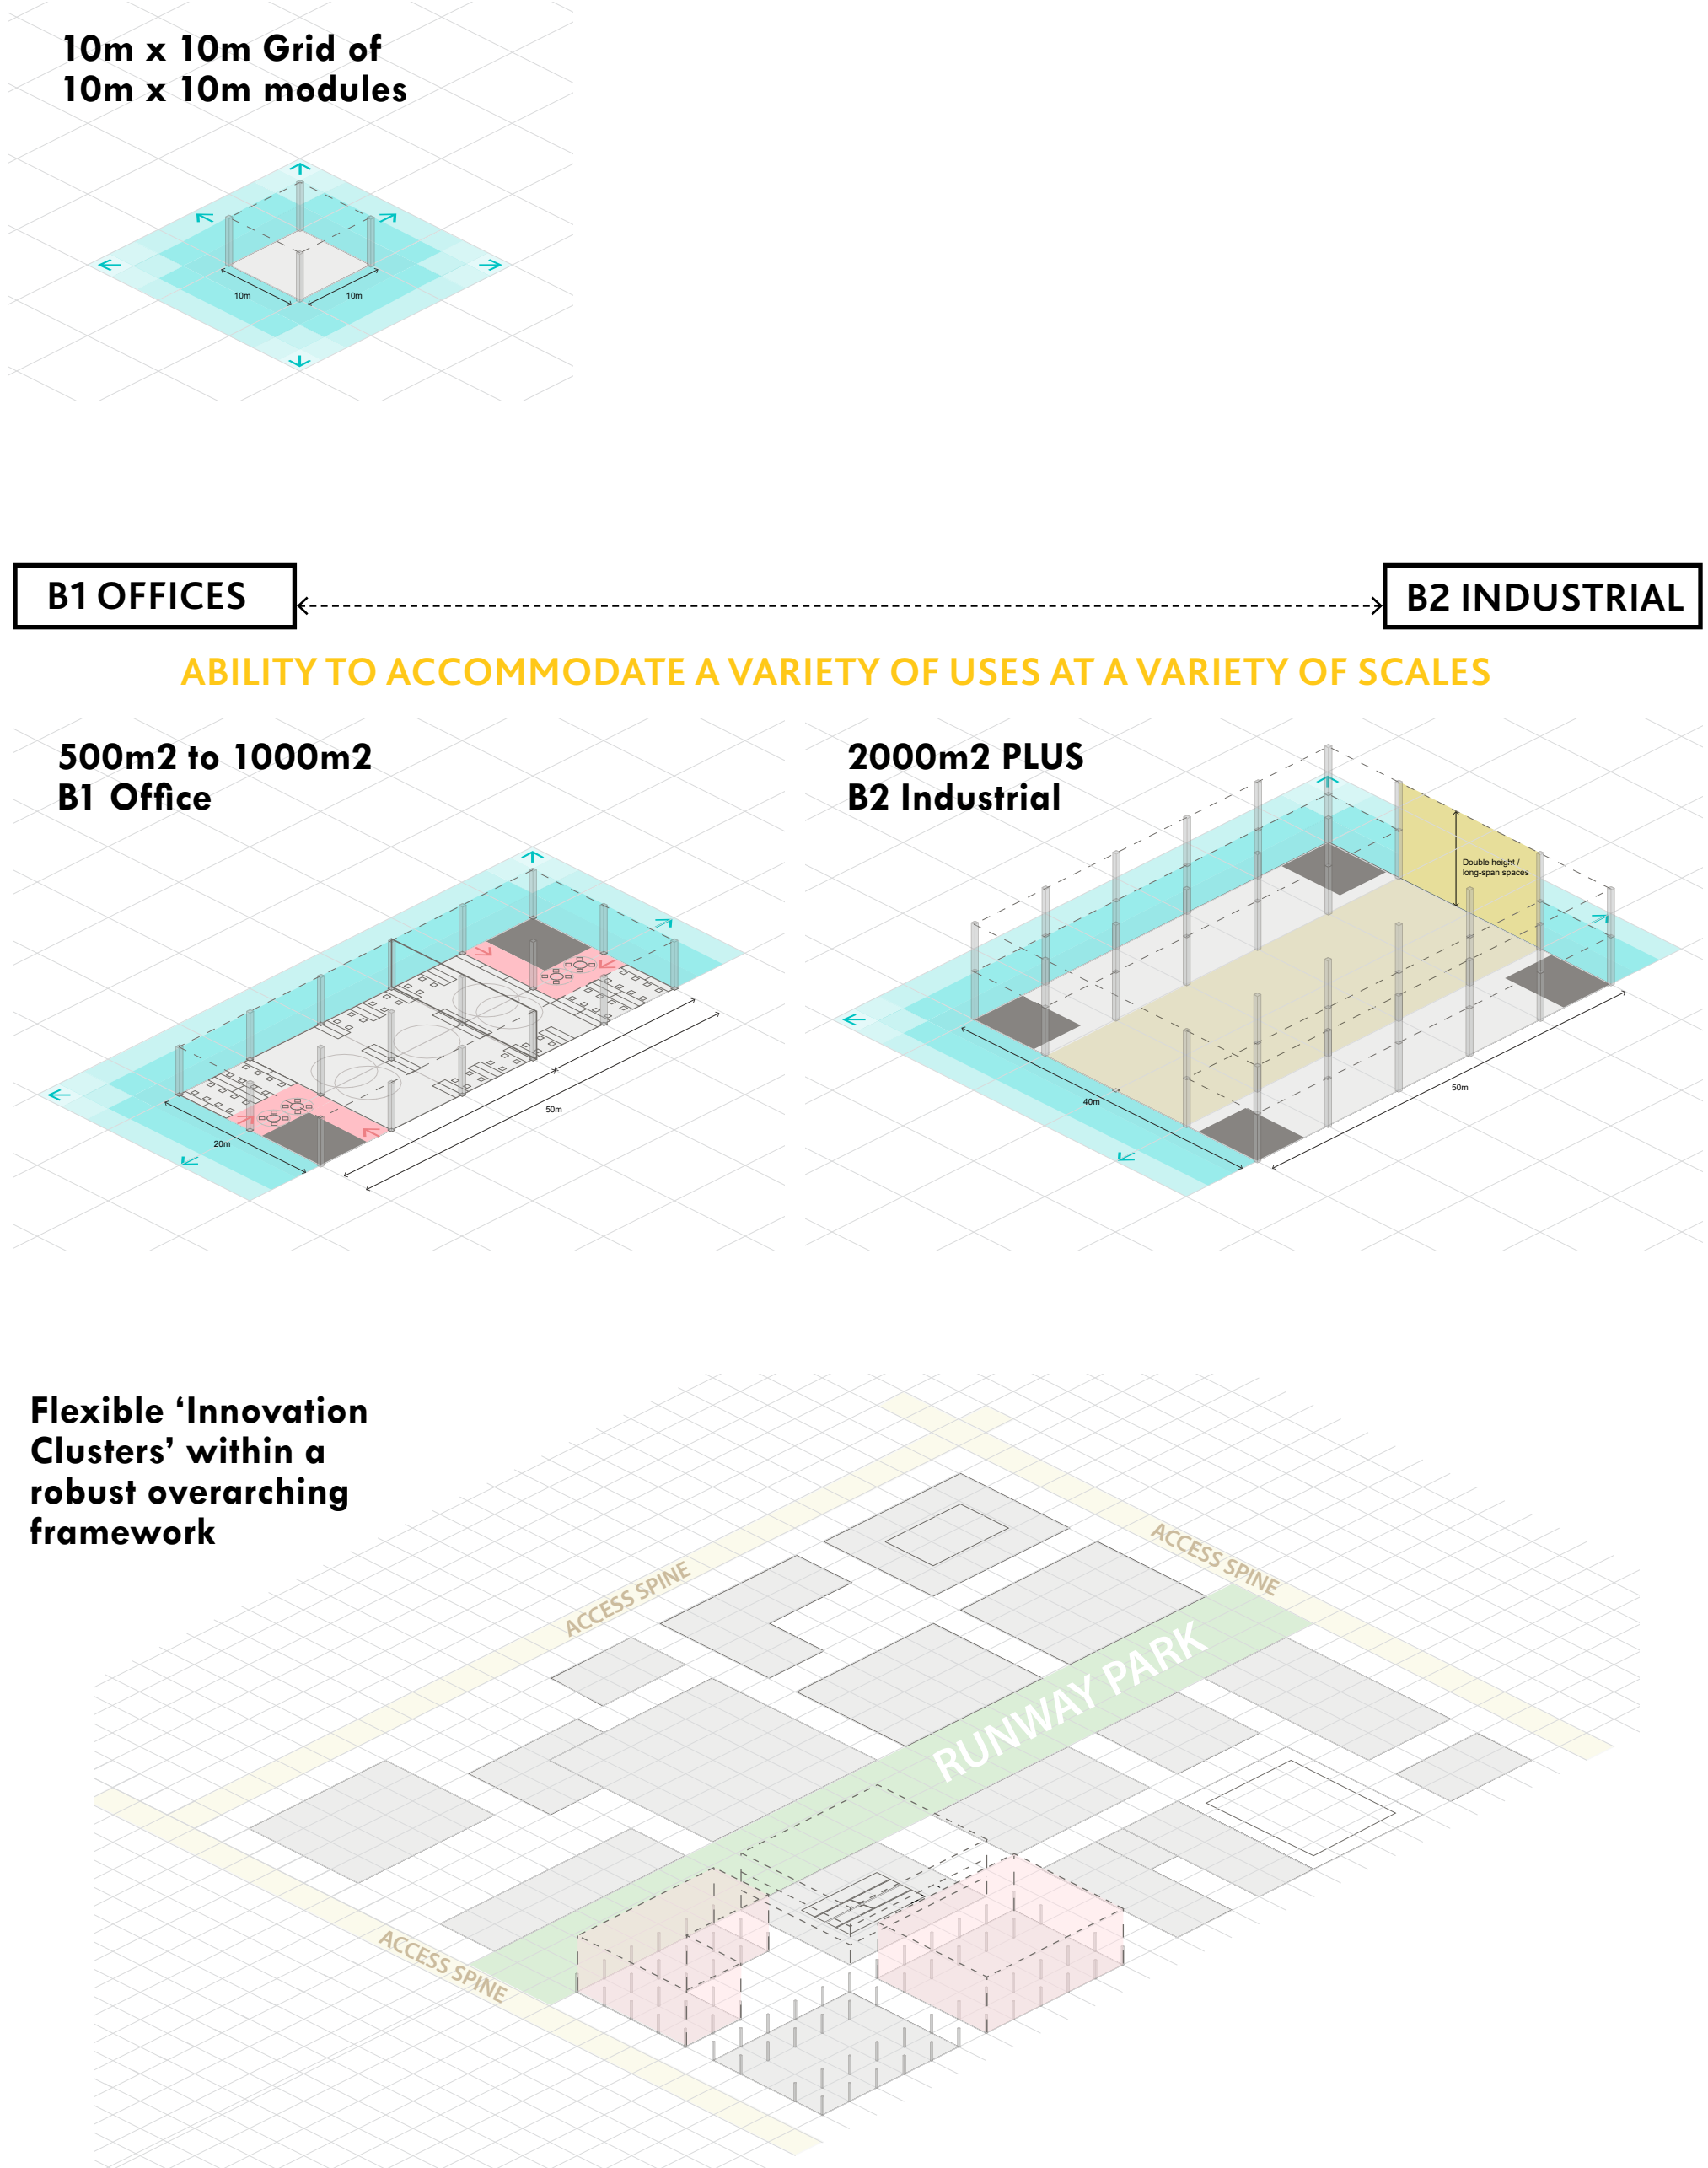 10m x 10m Grid of
10m x 10m modules
10m
10m
B1 OFFICES
B2 INDUSTRIAL
ABILITY TO ACCOMMODATE A VARIETY OF USES AT A VARIETY OF SCALES
500m2 to 1000m2
B1 Office
20m
50m
2000m2 PLUS
B2 Industrial
Double height /
long-span spaces
40m
50m
Flexible ‘Innovation
Clusters’ within a
robust overarching
framework
ACCESS SPINE
ACCESS SPINE
RUNWAY PARK
ACCESS SPINE